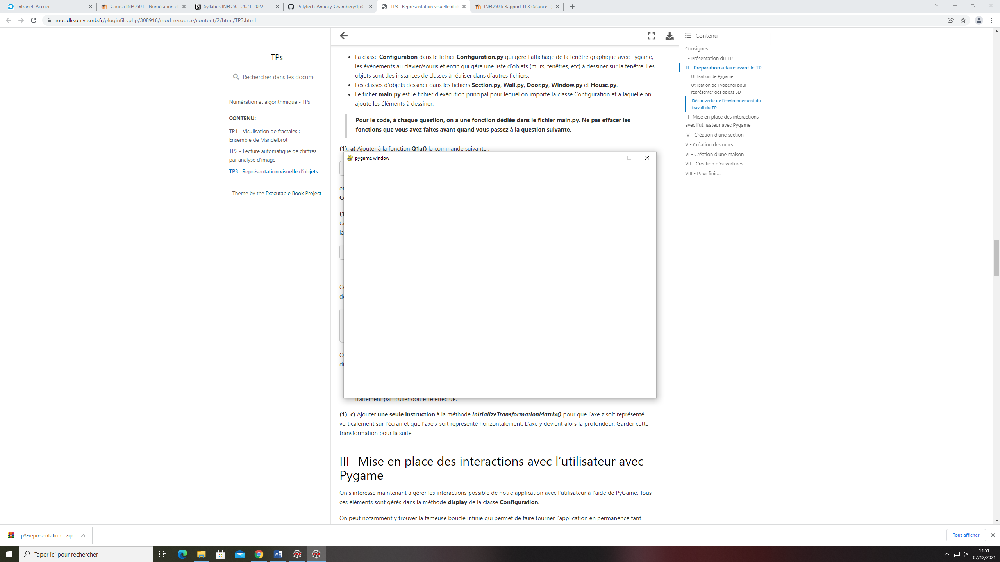 Intranet: Accueil
Cours : INFO501 - Numération et
Syllabus INFO501 2021-2022
Polytech-Annecy-Chambery/tp3-
TP3 : Représentation visuelle d'ob
INFO501: Rapport TP3 (Séance 1)
moodle.univ-smb.fr/pluginfile.php/308916/mod_resource/content/2/html/TP3.html
TPs
Rechercher dans les docume
Numération et algorithmique - TPs
CONTENU:
TP1 - Visulisation de fractales :
Ensemble de Mandelbrot
TP2 - Lecture automatique de chiffres
par analyse d'image
TP3 : Représentation visuelle d'objets.
Theme by the Executable Book Project
La classe Configuration dans le fichier Configuration.py qui gère l'affichage de la fenêtre graphique avec Pygame,
les évènements au clavier/souris et enfin qui gère une liste d'objets (murs, fenêtres, etc) à dessiner sur la fenêtre. Les
objets sont des instances de classes à réaliser dans d'autres fichiers.
Les classes d'objets dessiner dans les fichiers Section.py, Wall.py, Door.py, Window.py et House.py.
Le ficher main.py est le fichier d'exécution principal pour lequel on importe la classe Configuration et à laquelle on
ajoute les éléments à dessiner.
Pour le code, à chaque question, on a une fonction dédiée dans le fichier main.py. Ne pas effacer les
fonctions que vous avez faites avant quand vous passez à la question suivante.
(1). a) Ajouter à la fonction Q1a() la commande suivante :
pygame window
et
(1
la
du
traitement particulier doit être effectué.
(1). c) Ajouter une seule instruction à la méthode initializeTransformationMatrix() pour que l'axe z soit représenté
verticalement sur l'écran et que l'axe x soit représenté horizontalement. L'axe y devient alors la profondeur. Garder cette
transformation pour la suite.
III- Mise en place des interactions avec l'utilisateur avec
Pygame
On s'intéresse maintenant à gérer les interactions possible de notre application avec l'utilisateur à l'aide de PyGame. Tous
ces éléments sont gérés dans la méthode display de la classe Configuration.
On peut notamment y trouver la fameuse boucle infinie qui permet de faire tourner l'application en permanence tant
Contenu
Consignes
I - Présentation du TP
II - Préparation à faire avant le TP
Utilisation de Pygame
Utilisation de Pyopengl pour
représenter des objets 3D
Découverte de l'environnement du
travail du TP
III- Mise en place des interactions
avec l'utilisateur avec Pygame
IV - Création d'une section
V - Création des murs
VI - Création d'une maison
VII - Création d'ouvertures
VIII - Pour finir...
tp3-representation....zip
Tout afficher
Taper ici pour rechercher
14:51
07/12/2021